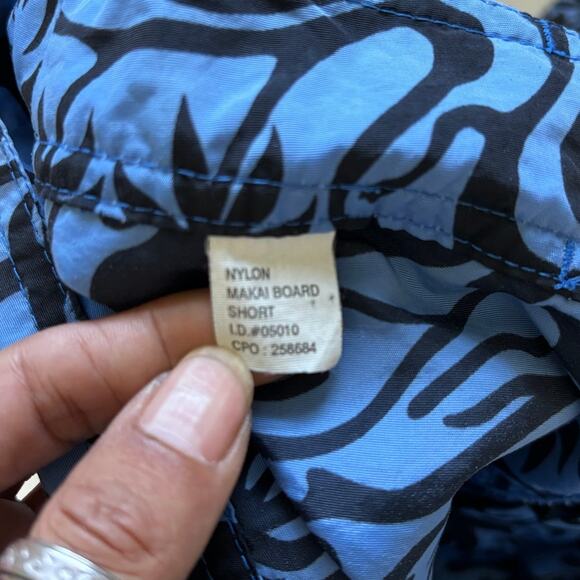 NYLON
MAKAI BOARD
SHORT
I.D.#05010
CPO : 258684